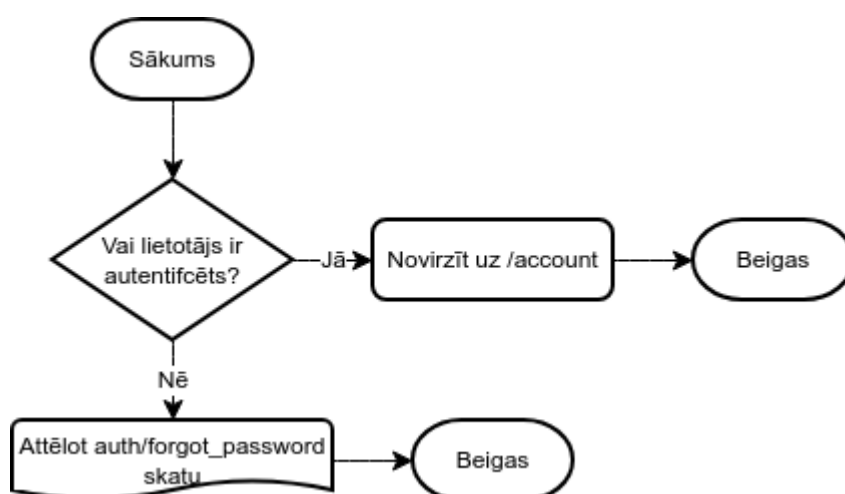 Sākums
Vai lietotājs ir
autentifcēts?
Jā
Novirzīt uz /account
Beigas
Nē
Attēlot auth/forgot_password
skatu
Beigas